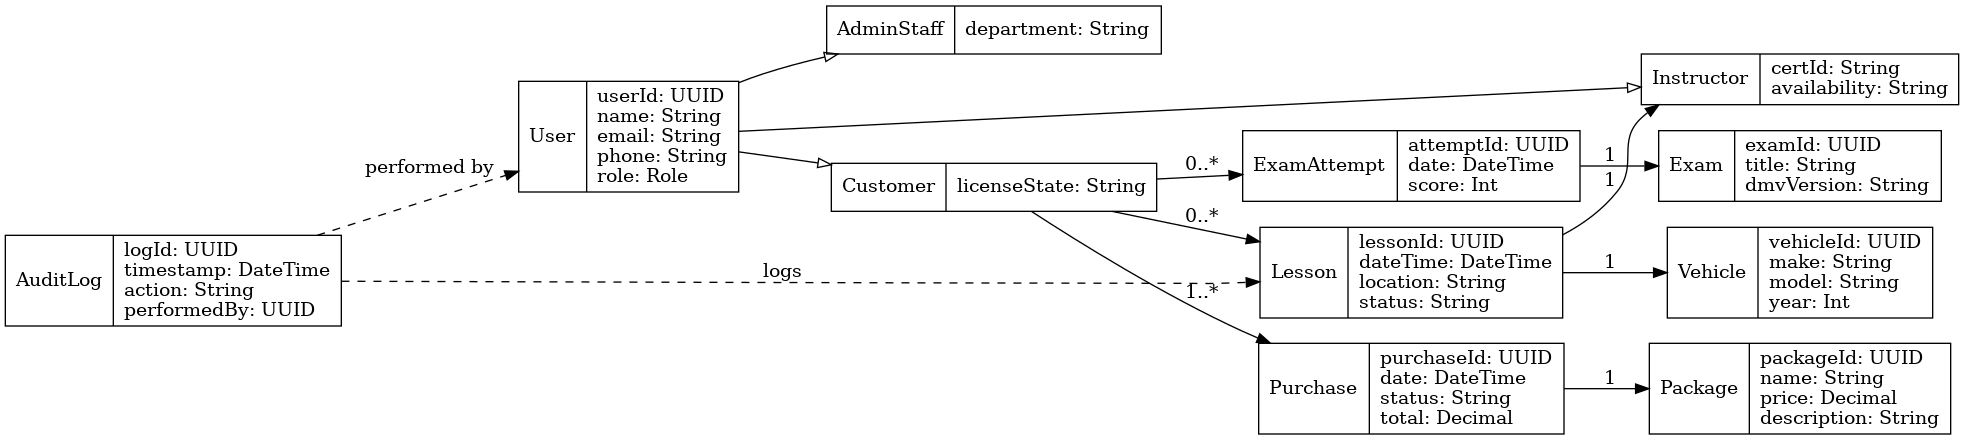 AdminStaff
department: String
Instructor
certId: String
availability: String
User
userId: UUID
name: String
email: String
phone: String
role: Role
performed by
Customer
licenseState: String
0..*
ExamAttempt
attemptId: UUID
date: DateTime
score: Int
1
Exam
examId: UUID
title: String
dmvVersion: String
1
0..*
AuditLog
logId: UUID
timestamp: DateTime
action: String
performedBy: UUID
logs
Lesson
lessonId: UUID
dateTime: DateTime
location: String
status: String
1
Vehicle
vehicleId: UUID
make: String
model: String
year: Int
1..*
Purchase
purchaseId: UUID
date: DateTime
status: String
total: Decimal
1
Package
packageId: UUID
name: String
price: Decimal
description: String